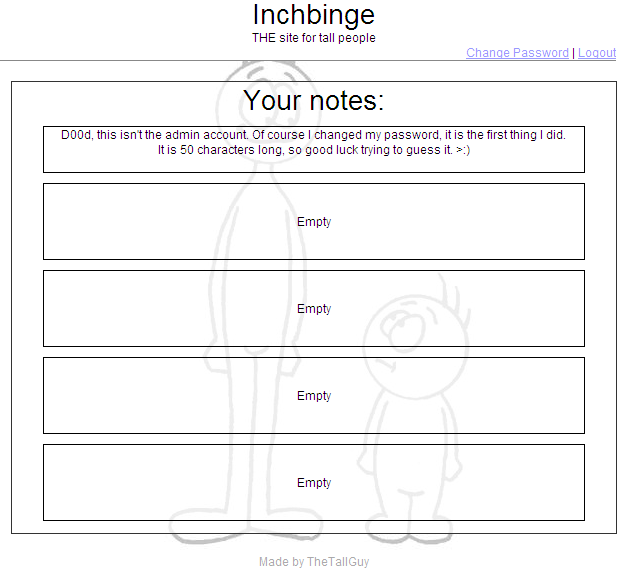 Inchbinge
THE site for tall people
Change Password | Logout
Your notes:
D00d, this isn't the admin account. Of course I changed my password, it is the first thing I did.
It is 50 characters long, so good luck trying to guess it. >:)
Empty
Empty
Empty
Empty
Made by TheTallGuy